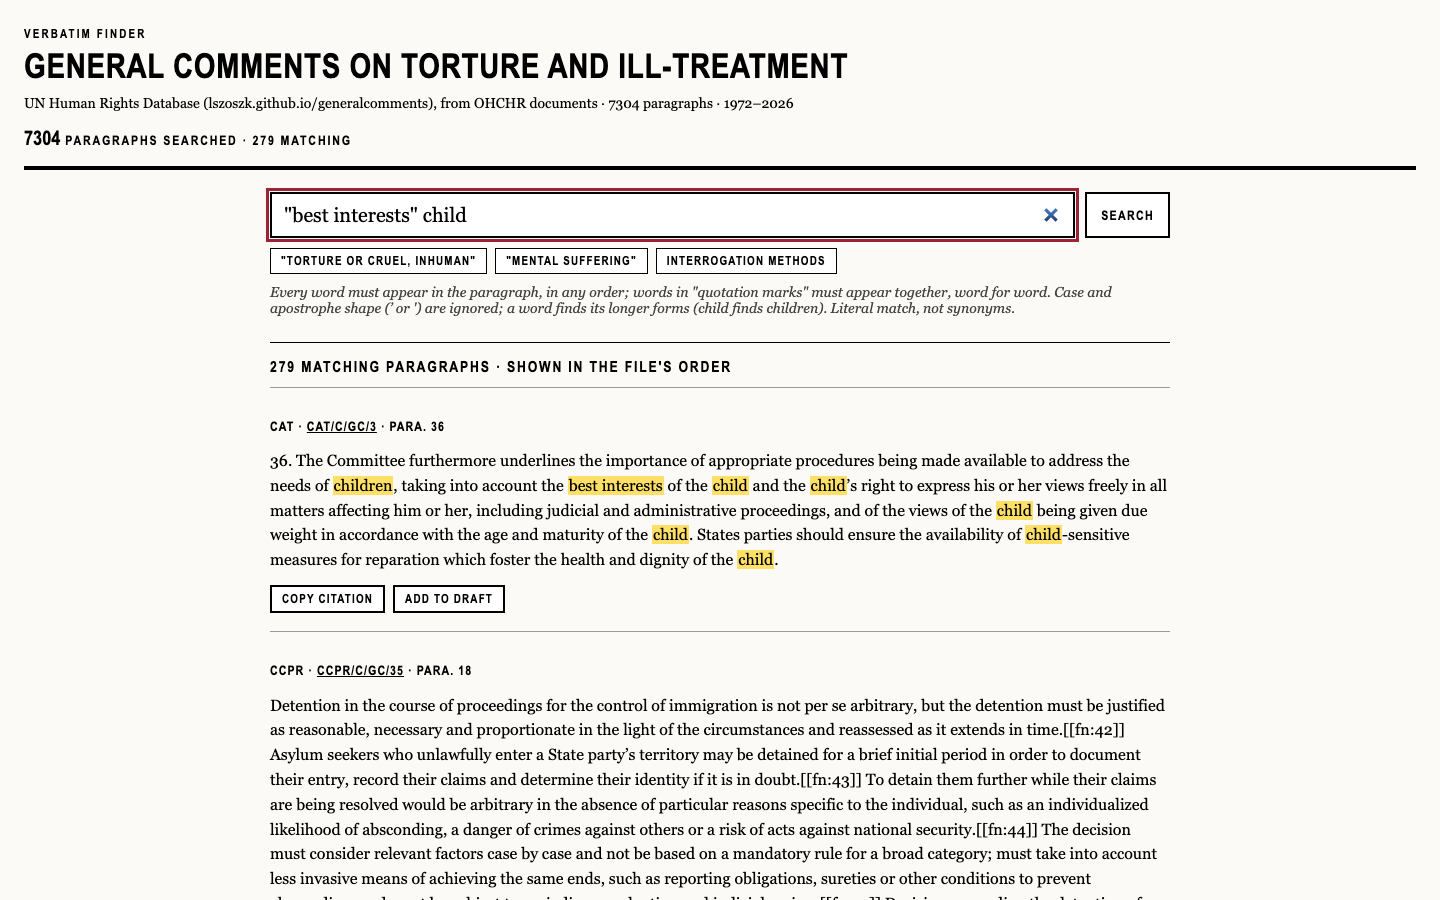 VERBATIM FINDER
GENERAL COMMENTS ON TORTURE AND ILL-TREATMENT
UN Human Rights Database (lszoszk.github.io/generalcomments), from OHCHR documents · 7304 paragraphs · 1972–2026
7304 PARAGRAPHS SEARCHED · 279 MATCHING
"best interests" child
SEARCH
"TORTURE OR CRUEL, INHUMAN" "MENTAL SUFFERING" INTERROGATION METHODS
Every word must appear in the paragraph, in any order; words in "quotation marks" must appear together, word for word. Case and
apostrophe shape (’ or ') are ignored; a word finds its longer forms (child finds children). Literal match, not synonyms.
279 MATCHING PARAGRAPHS · SHOWN IN THE FILE'S ORDER
CAT · CAT/C/GC/3 · PARA. 36
36. The Committee furthermore underlines the importance of appropriate procedures being made available to address the
needs of children, taking into account the best interests of the child and the child’s right to express his or her views freely in all
matters affecting him or her, including judicial and administrative proceedings, and of the views of the child being given due
weight in accordance with the age and maturity of the child. States parties should ensure the availability of child-sensitive
measures for reparation which foster the health and dignity of the child.
COPY CITATION ADD TO DRAFT
CCPR · CCPR/C/GC/35 · PARA. 18
Detention in the course of proceedings for the control of immigration is not per se arbitrary, but the detention must be justified
as reasonable, necessary and proportionate in the light of the circumstances and reassessed as it extends in time.[[fn:42]]
Asylum seekers who unlawfully enter a State party’s territory may be detained for a brief initial period in order to document
their entry, record their claims and determine their identity if it is in doubt.[[fn:43]] To detain them further while their claims
are being resolved would be arbitrary in the absence of particular reasons specific to the individual, such as an individualized
likelihood of absconding, a danger of crimes against others or a risk of acts against national security.[[fn:44]] The decision
must consider relevant factors case by case and not be based on a mandatory rule for a broad category; must take into account
less invasive means of achieving the same ends, such as reporting obligations, sureties or other conditions to prevent